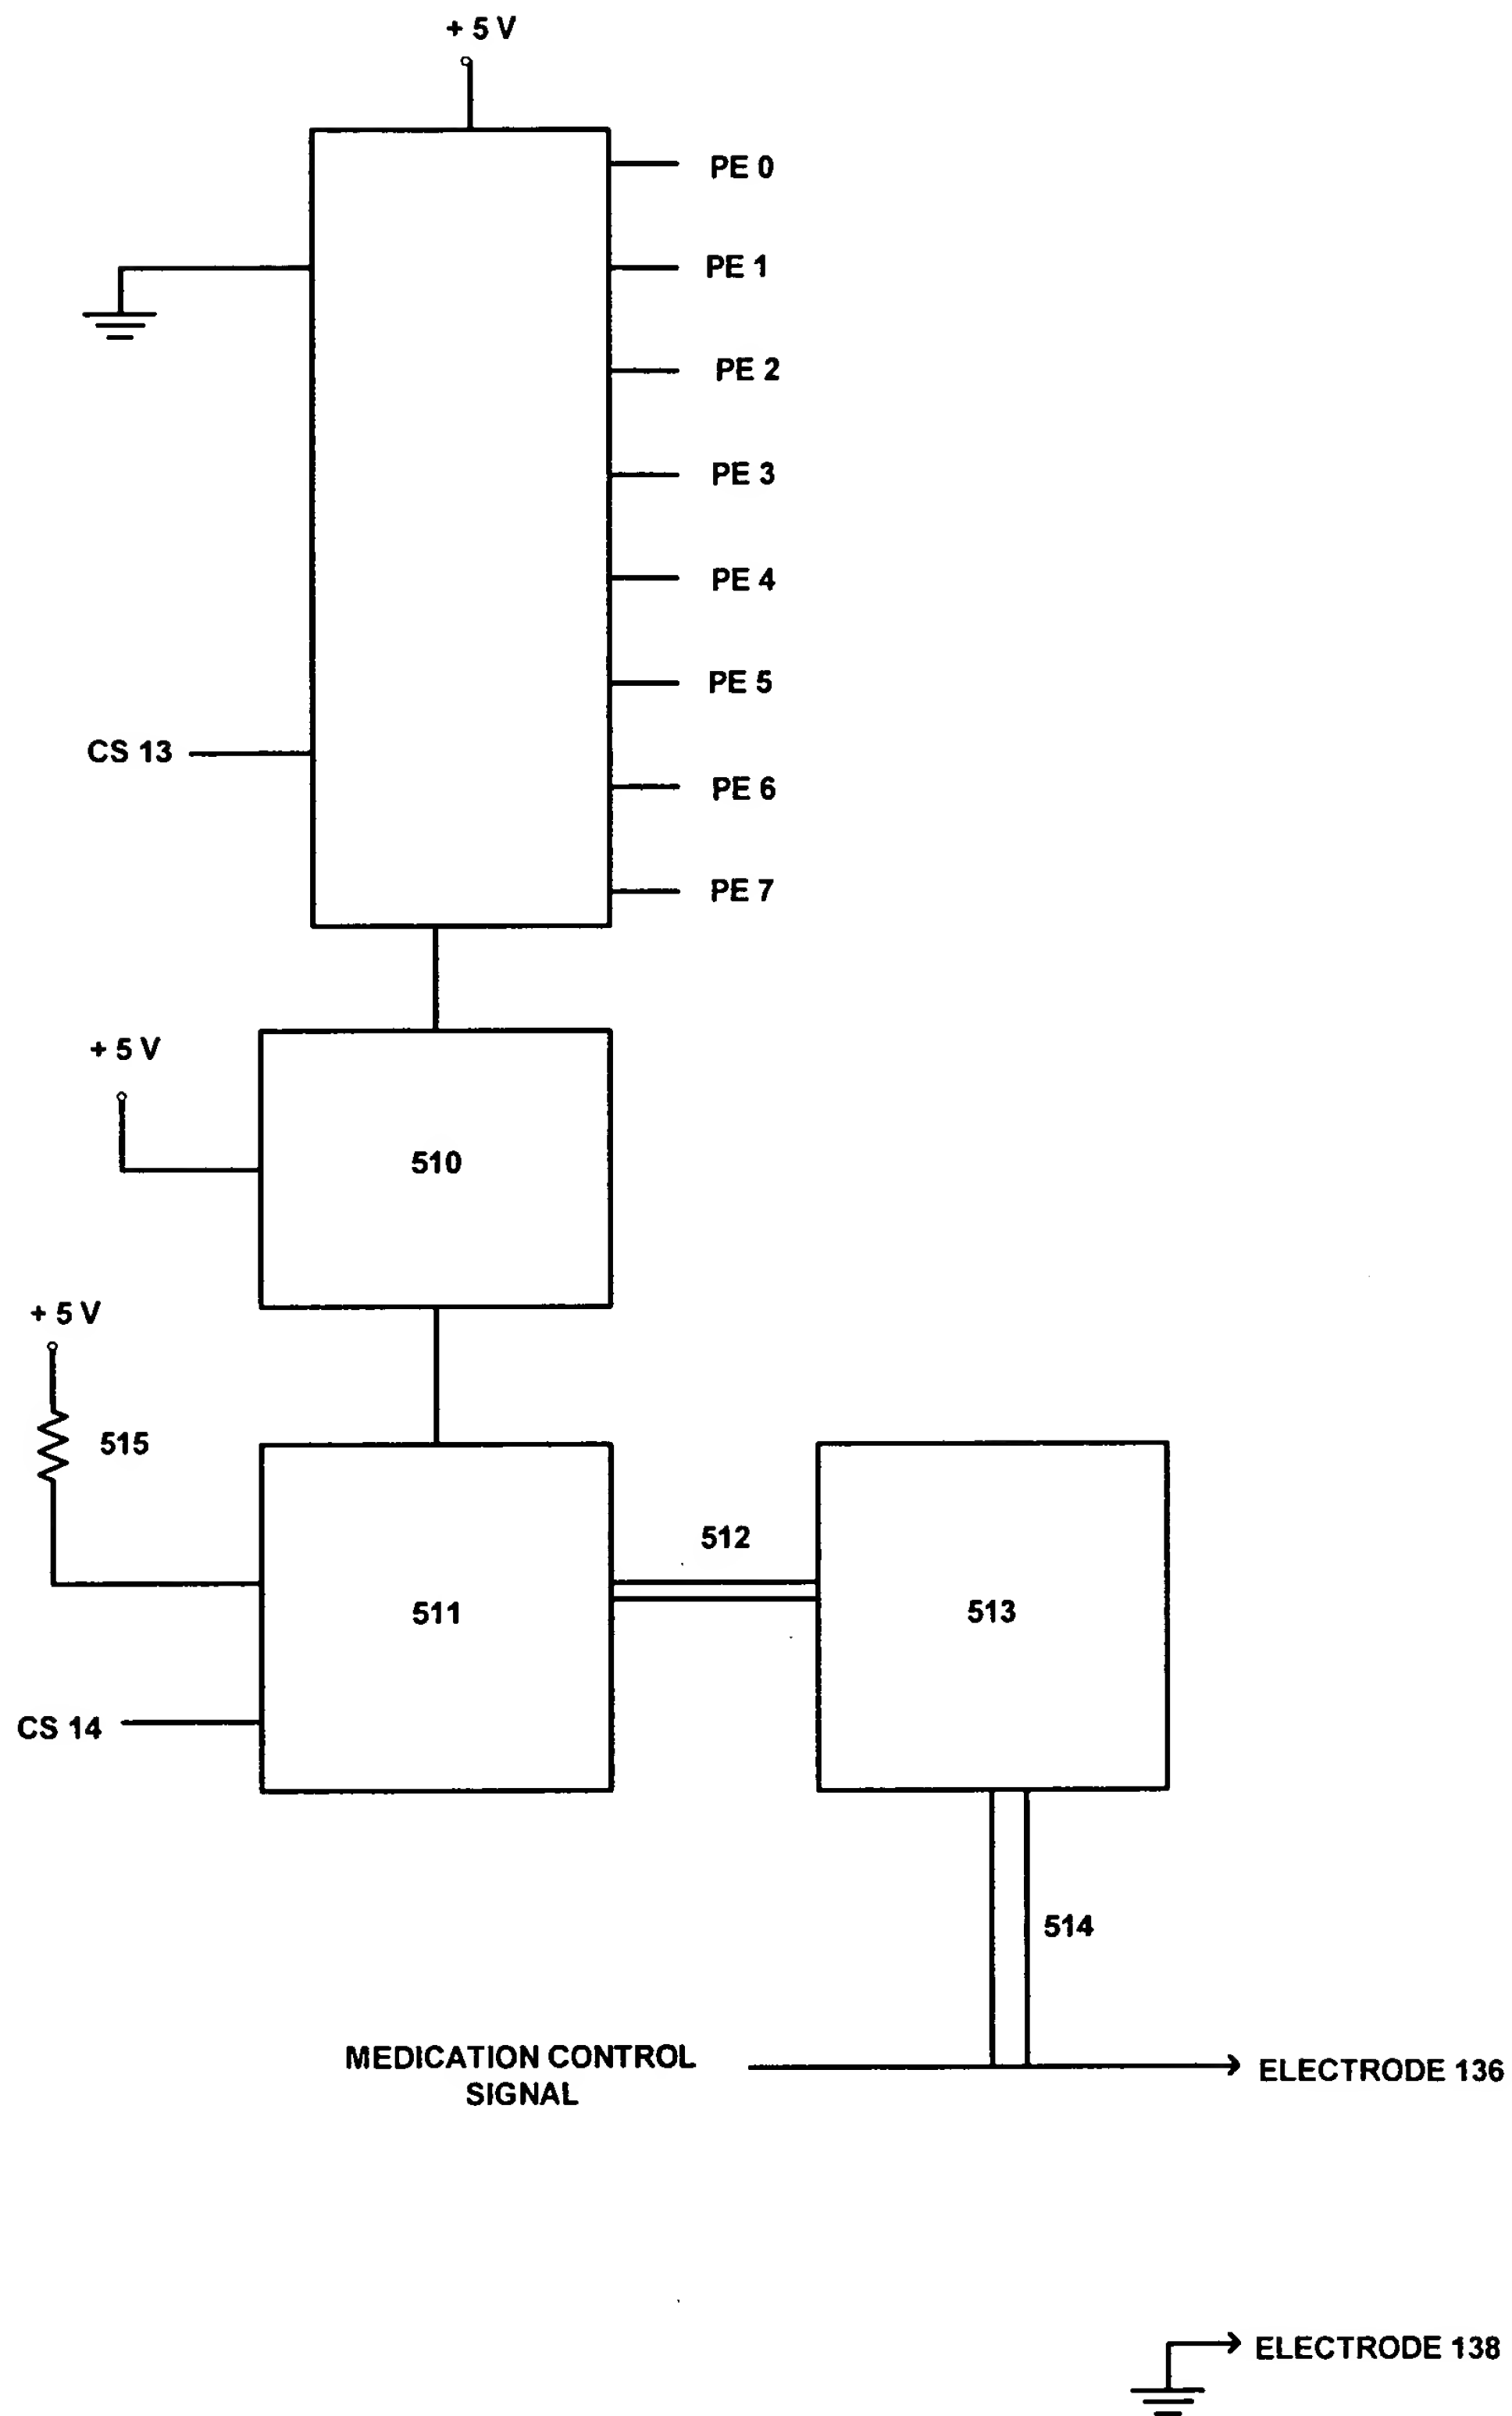 + 5 V
PE 0
PE 1
PE 2
PE 3
PE 4
PE 5
CS 13
PE 6
PE 7
+ 5 V
510
+ 5 V
515
512
511
513
CS 14
514
MEDICATION CONTROL
SIGNAL
ELECTRODE 136
ELECTRODE 138